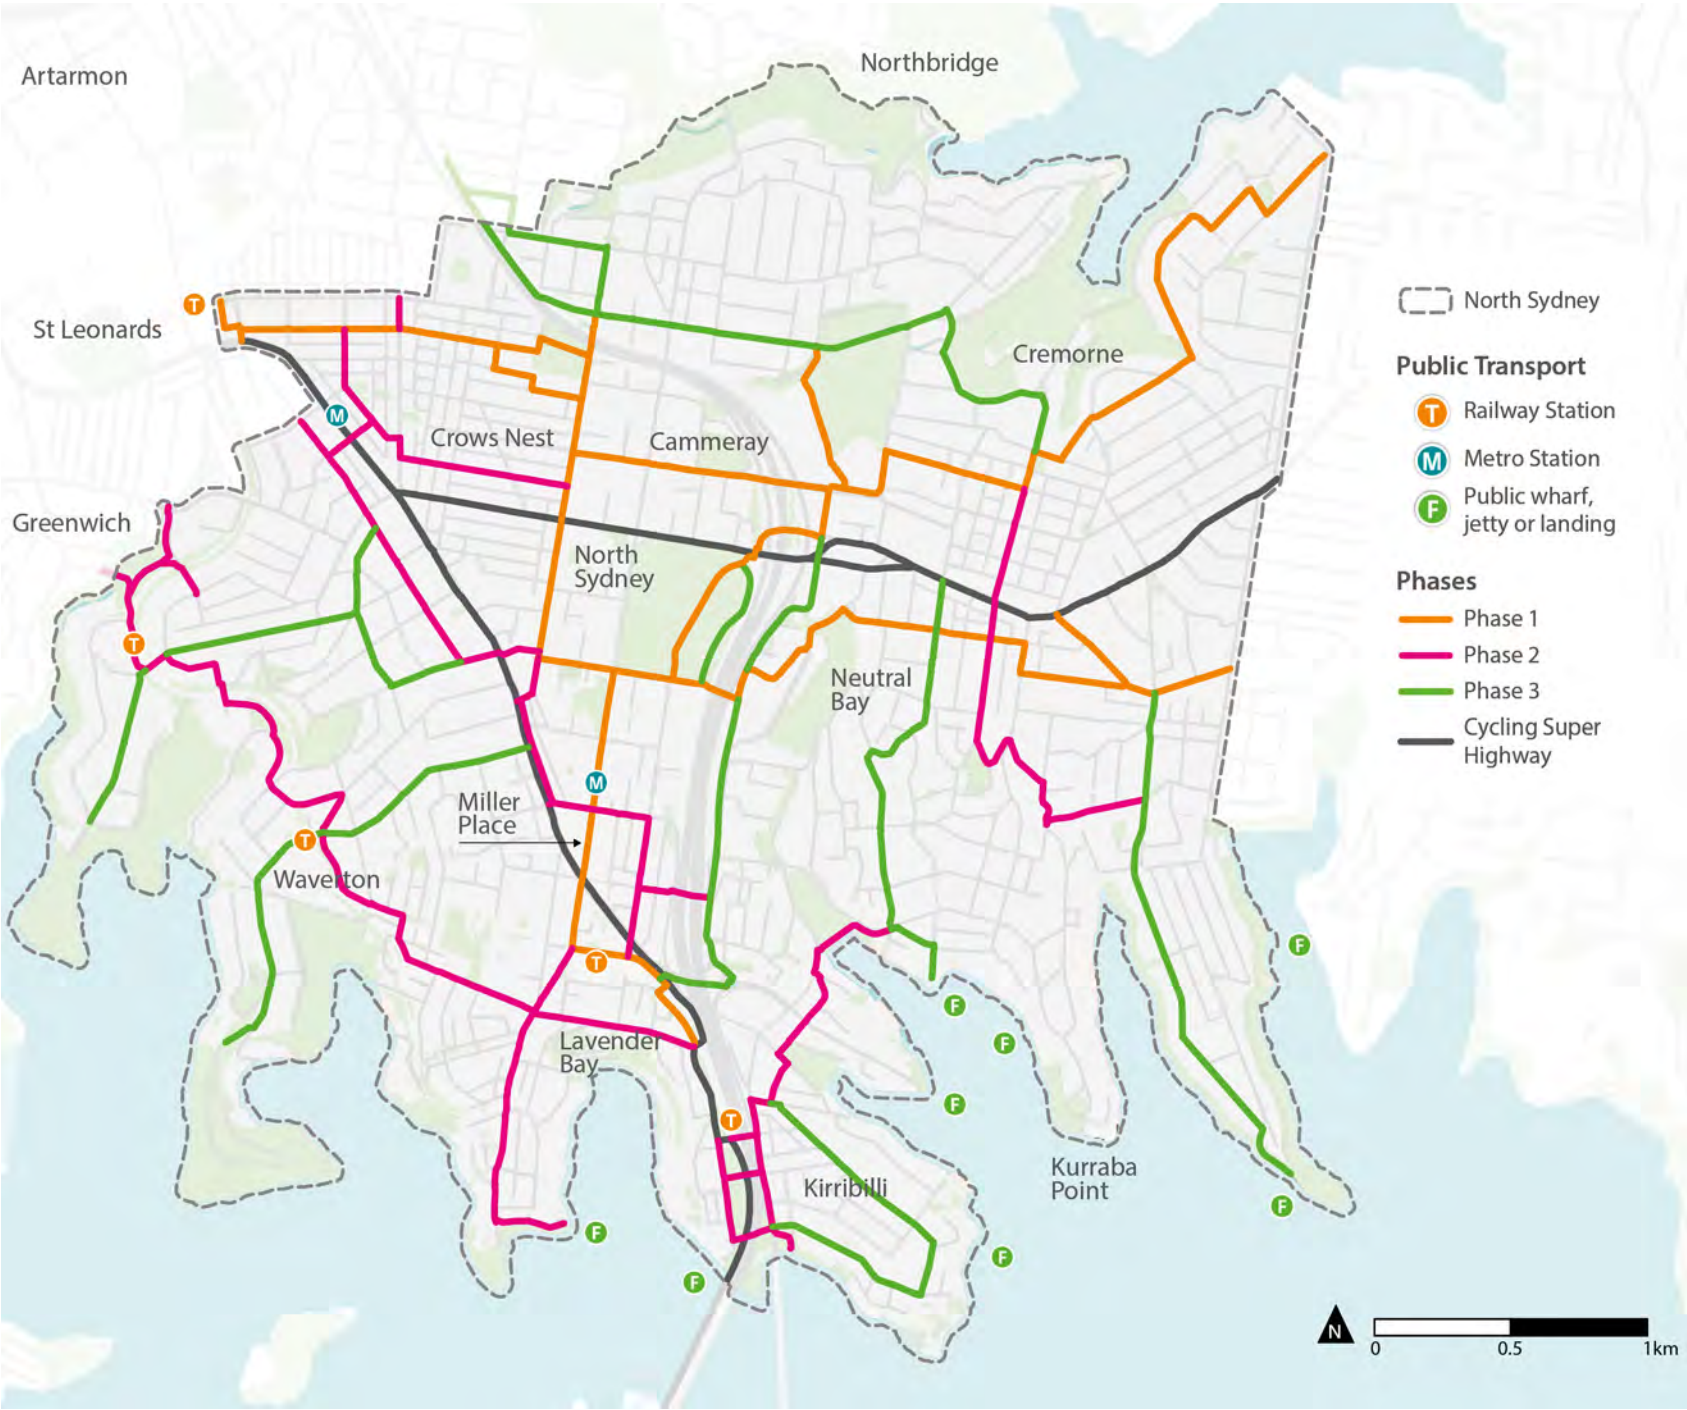 Artarmon
Northbridge
T
St Leonards
M
Crows Nest
Cammeray
Cremorne
Greenwich
North
Sydney
T
Neutral
Bay
M
Miller
Place
T
Waverton
T
Lavender
Bay
F
F
F
F
T
Kirribilli
Kurraba
Point
F
F
F
F
North Sydney
Public Transport
T Railway Station
M Metro Station
F Public wharf,
jetty or landing
Phases
Phase 1
Phase 2
Phase 3
Cycling Super
Highway
N
0 0.5 1km